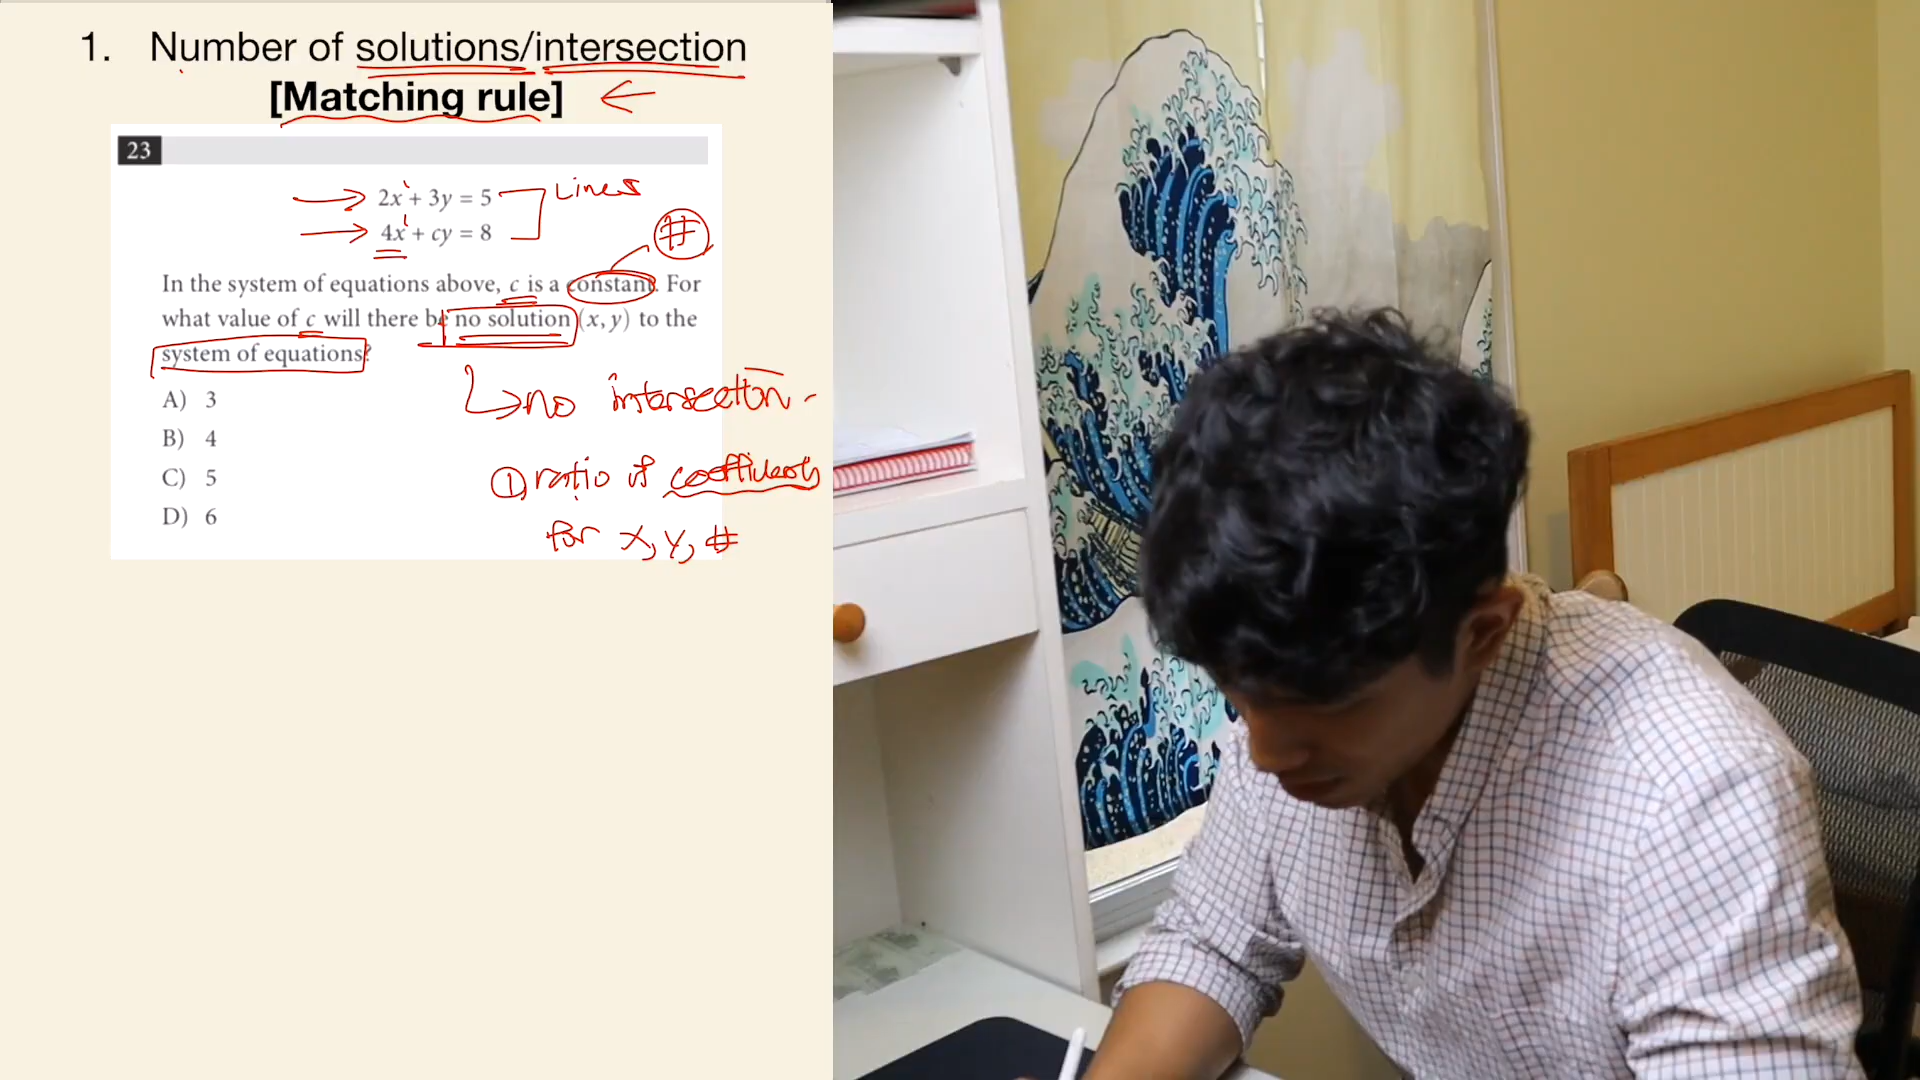 1. Number of solutions/intersection
[Matching rule] ←
23
→ 2x + 3y = 5
Lines
→ 4x + cy = 8
#
In the system of equations above, c is a constant. For
what value of c will there be no solution (x, y) to the
system of equations?
↳ no intersection.
A) 3
B) 4
C) 5
D) 6
① ratio of coefficients
for x, y, #